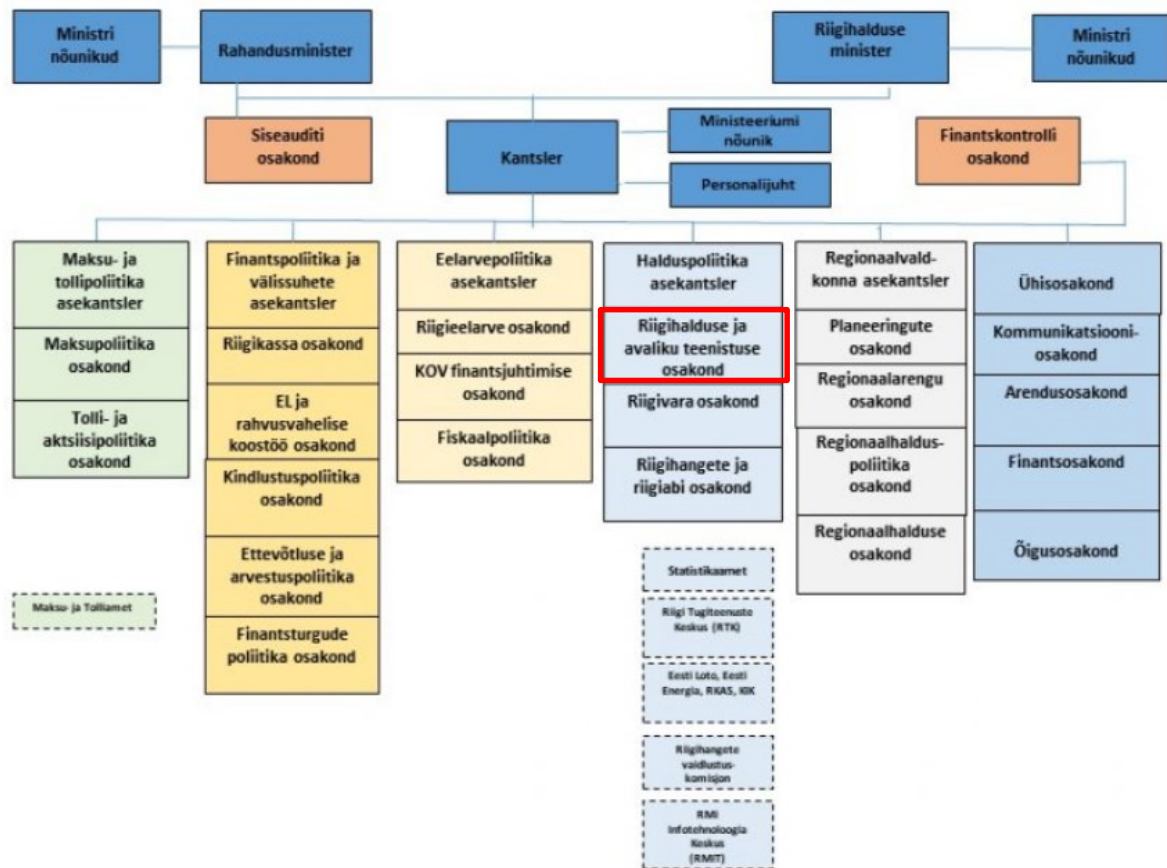 Ministri
nõunikud
Rahandusminister
Riigihalduse
minister
Ministri
nõunikud
Siseauditi
osakond
Kantsler
Ministeeriumi
nõunik
Personalijuht
Finantskontrolli
osakond
Maksu- ja
tollipoliitika
asekantsler
Maksupoliitika
osakond
Tolli- ja
aktsiisipoliitika
osakond
Maksu- ja Tolliamet
Finantspoliitika ja
välissuhete
asekantsler
Riigikassa osakond
EL ja
rahvusvahelise
koostöö osakond
Kindlustuspoliitika
osakond
Ettevõtluse ja
arvestuspoliitika
osakond
Finantsturgude
poliitika osakond
Eelarvepoliitika
asekantsler
Riigieelarve osakond
KOV finantsjuhtimise
osakond
Fiskaalpoliitika
osakond
Halduspoliitika
asekantsler
Riigihalduse ja
avaliku teenistuse
osakond
Riigivara osakond
Riigihangete ja
riigiabi osakond
Statistikaamet
Riigi Tugiteenuste
Keskus (RTK)
Eesti Loto, Eesti
Energia, RKAS, KIK
Riigihangete
vaidlustus-
komisjon
RMi
Infotehnoloogia
Keskus
(RMIT)
Regionaalvald-
konna asekantsler
Planeeringute
osakond
Regionaalarengu
osakond
Regionaalhaldus-
poliitika
osakond
Regionaalhalduse
osakond
Ühisosakond
Kommunikatsiooni-
osakond
Arendusosakond
Finantsosakond
Õigusosakond